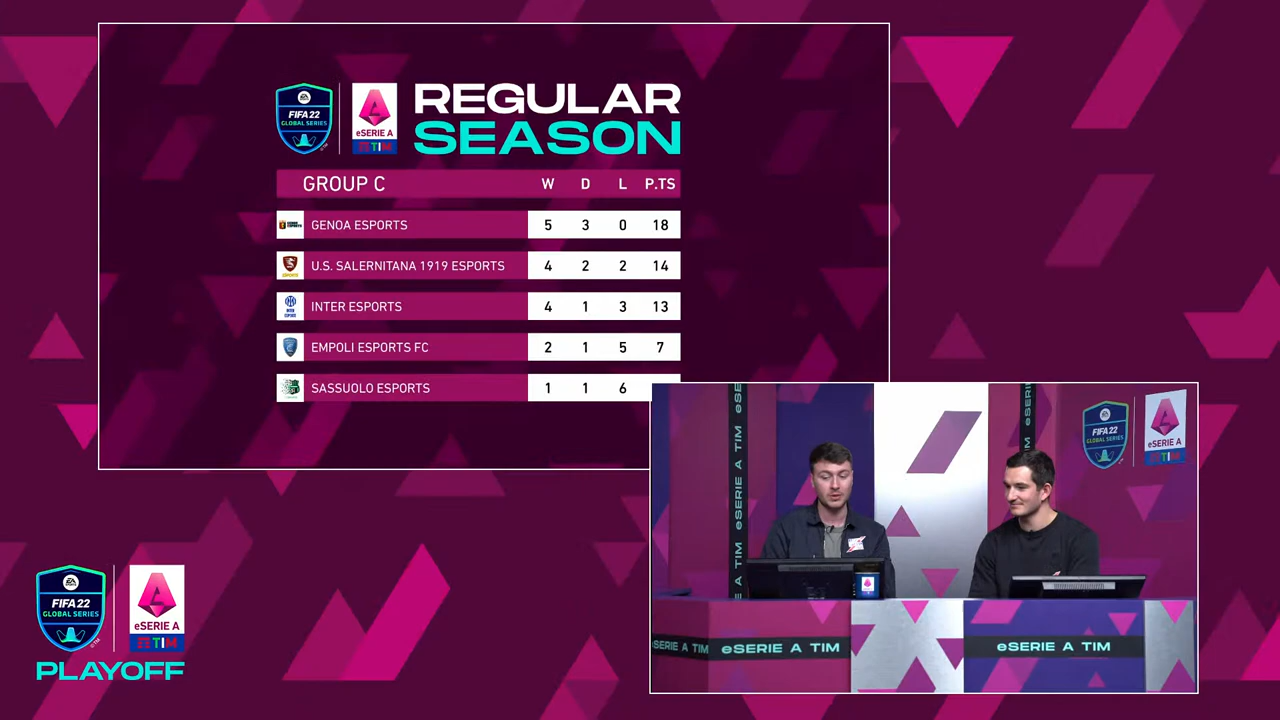 REGULAR
SEASON
FIFA 22
GLOBAL SERIES
eSERIE A
TIM
GROUP C W D L P.TS
GENOA ESPORTS 5 3 0 18
U.S. SALERNITANA 1919 ESPORTS 4 2 2 14
INTER ESPORTS 4 1 3 13
EMPOLI ESPORTS FC 2 1 5 7
SASSUOLO ESPORTS 1 1 6
eSERIE A TIM
FIFA 22
GLOBAL SERIES
eSERIE A
TIM
eSERIE A TIM
eSERIE A TIM
eSERIE A TIM
FIFA 22
GLOBAL SERIES
eSERIE A
TIM
PLAYOFF